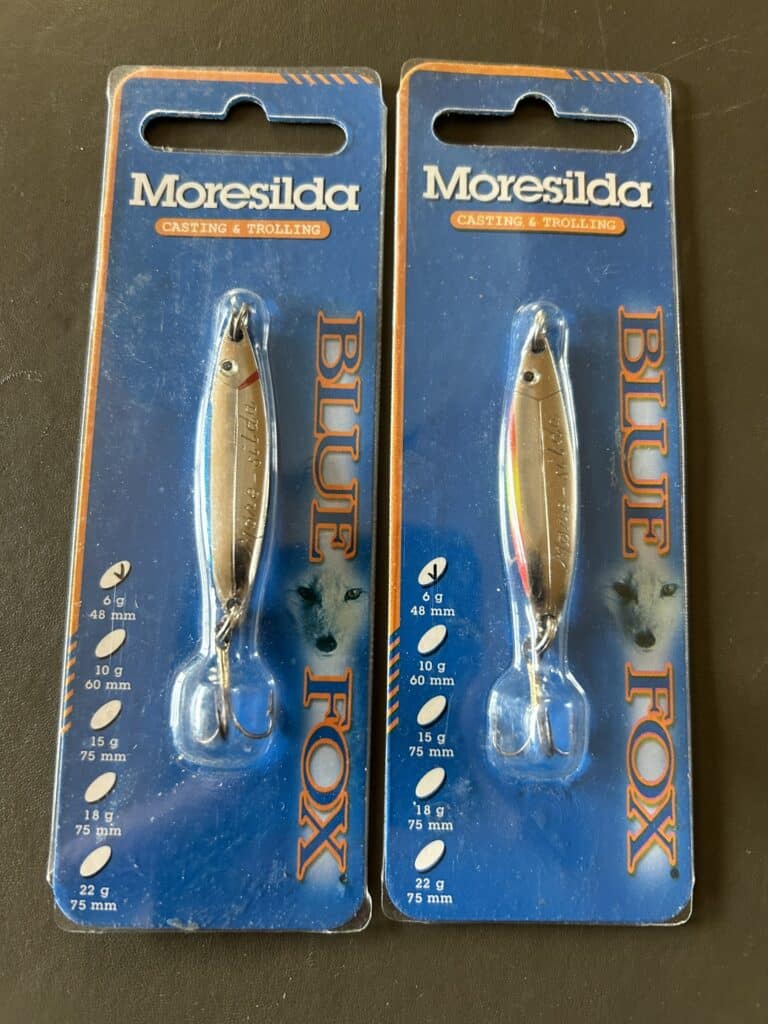 Moresilda
CASTING & TROLLING
BLUE FOX
6 g
48 mm
10 g
60 mm
15 g
75 mm
18 g
75 mm
22 g
75 mm
Moresilda
CASTING & TROLLING
BLUE FOX
6 g
48 mm
10 g
60 mm
15 g
75 mm
18 g
75 mm
22 g
75 mm